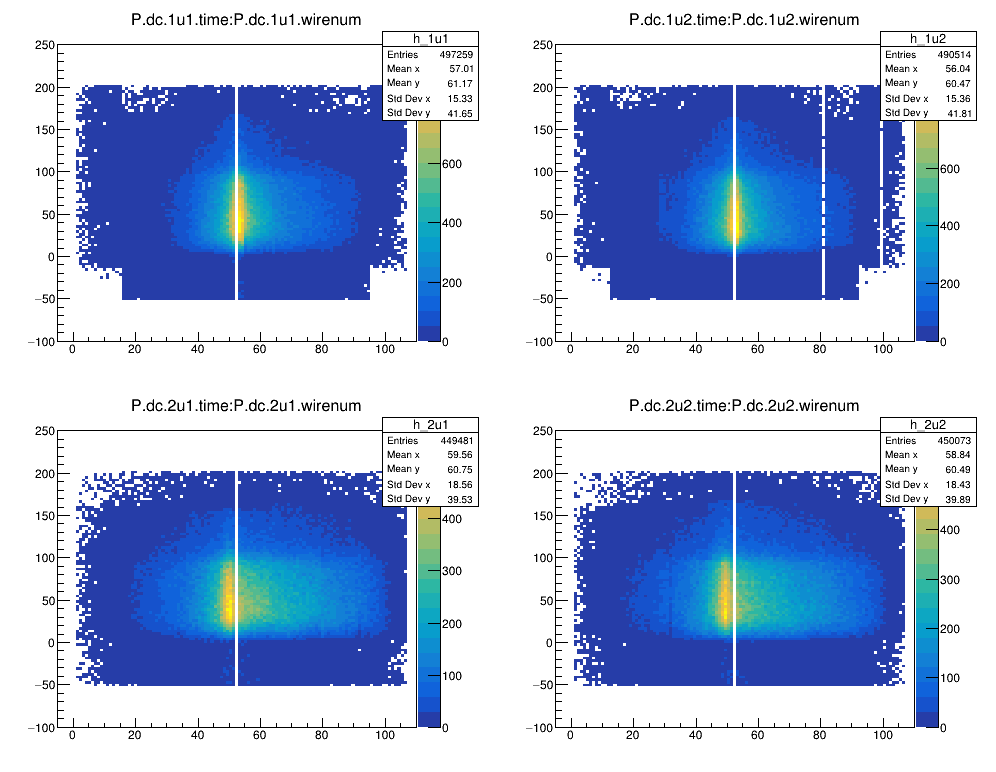 P.dc.1u1.time:P.dc.1u1.wirenum
h_1u1
Entries 497259
Mean x 57.01
Mean y 61.17
Std Dev x 15.33
Std Dev y 41.65
250
200
150
100
50
0
−50
−100
0 20 40 60 80 100
600
400
200
0
P.dc.1u2.time:P.dc.1u2.wirenum
h_1u2
Entries 490514
Mean x 56.04
Mean y 60.47
Std Dev x 15.36
Std Dev y 41.81
250
200
150
100
50
0
−50
−100
0 20 40 60 80 100
600
400
200
0
P.dc.2u1.time:P.dc.2u1.wirenum
h_2u1
Entries 449481
Mean x 59.56
Mean y 60.75
Std Dev x 18.56
Std Dev y 39.53
250
200
150
100
50
0
−50
−100
0 20 40 60 80 100
400
300
200
100
0
P.dc.2u2.time:P.dc.2u2.wirenum
h_2u2
Entries 450073
Mean x 58.84
Mean y 60.49
Std Dev x 18.43
Std Dev y 39.89
250
200
150
100
50
0
−50
−100
0 20 40 60 80 100
400
300
200
100
0